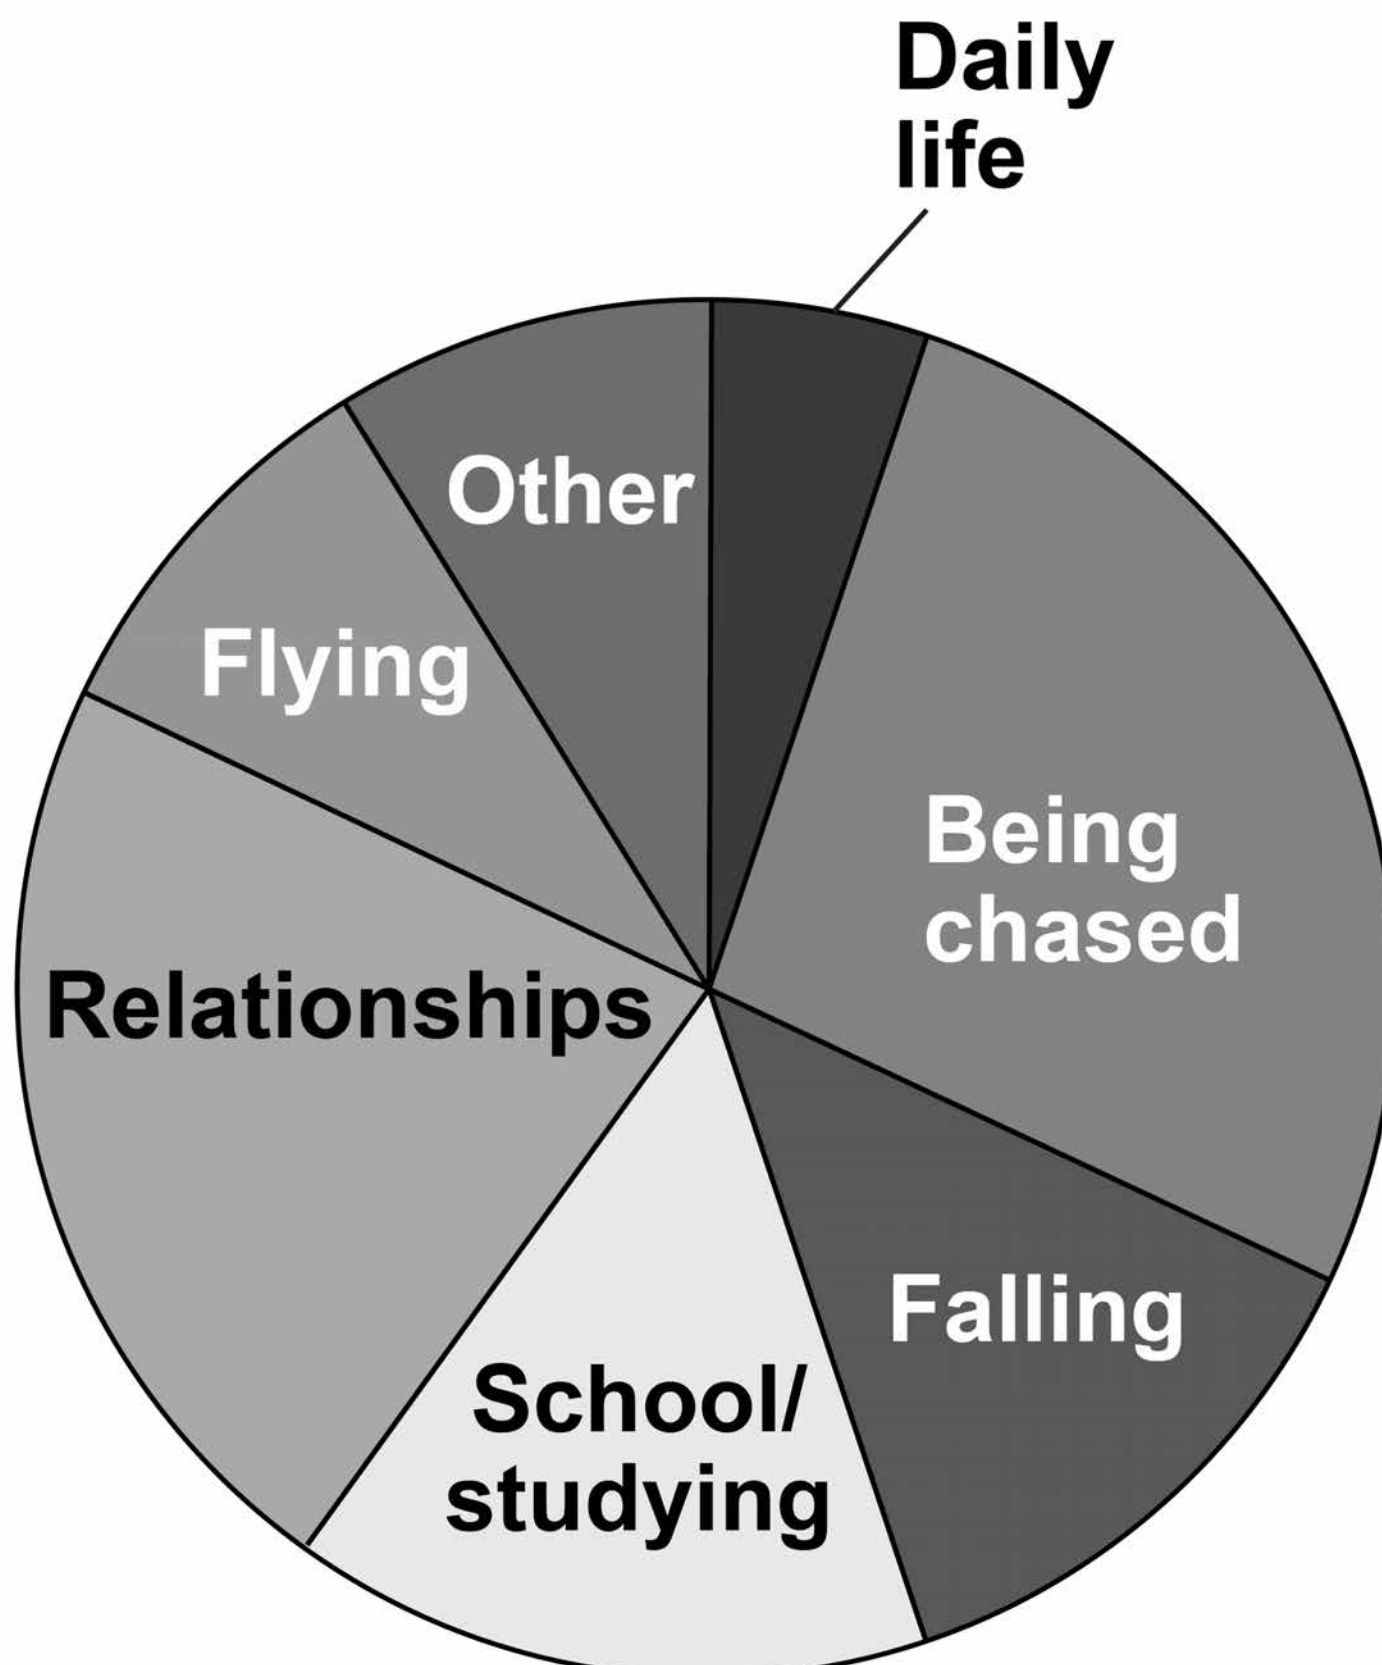 Daily
life
Other
Flying
Being
chased
Relationships
Falling
School/
studying